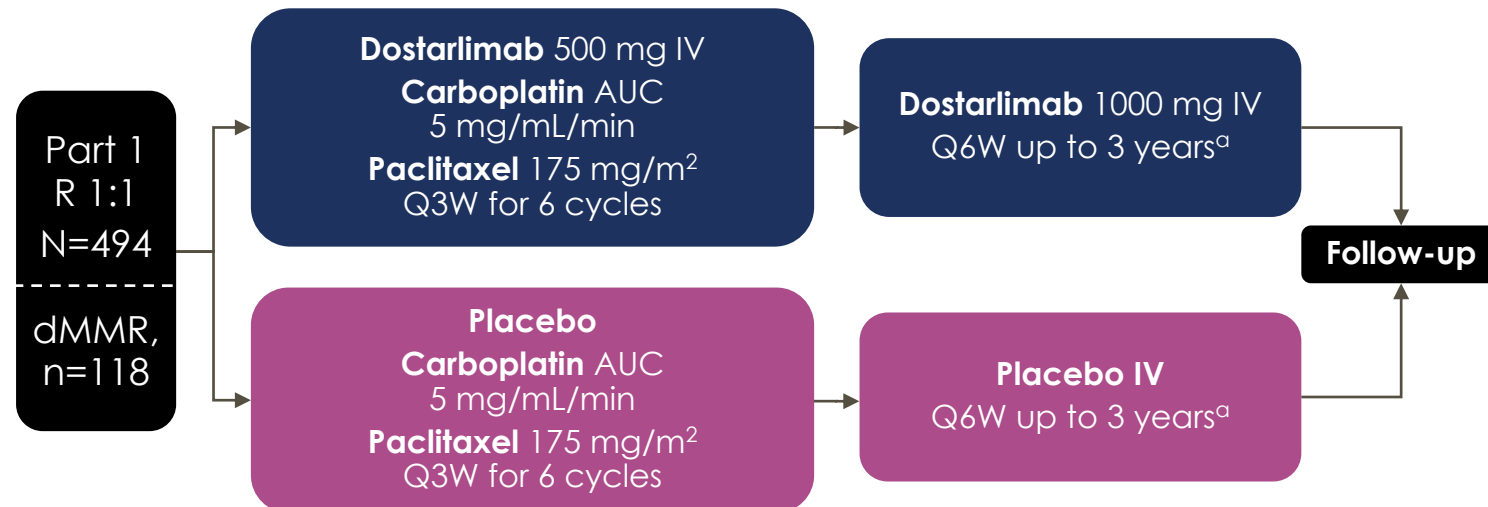 Part 1
R 1:1
N=494
dMMR,
n=118
Dostarlimab 500 mg IV
Carboplatin AUC
5 mg/mL/min
Paclitaxel 175 mg/m²
Q3W for 6 cycles
Dostarlimab 1000 mg IV
Q6W up to 3 yearsᵃ
Placebo
Carboplatin AUC
5 mg/mL/min
Paclitaxel 175 mg/m²
Q3W for 6 cycles
Placebo IV
Q6W up to 3 yearsᵃ
Follow-up